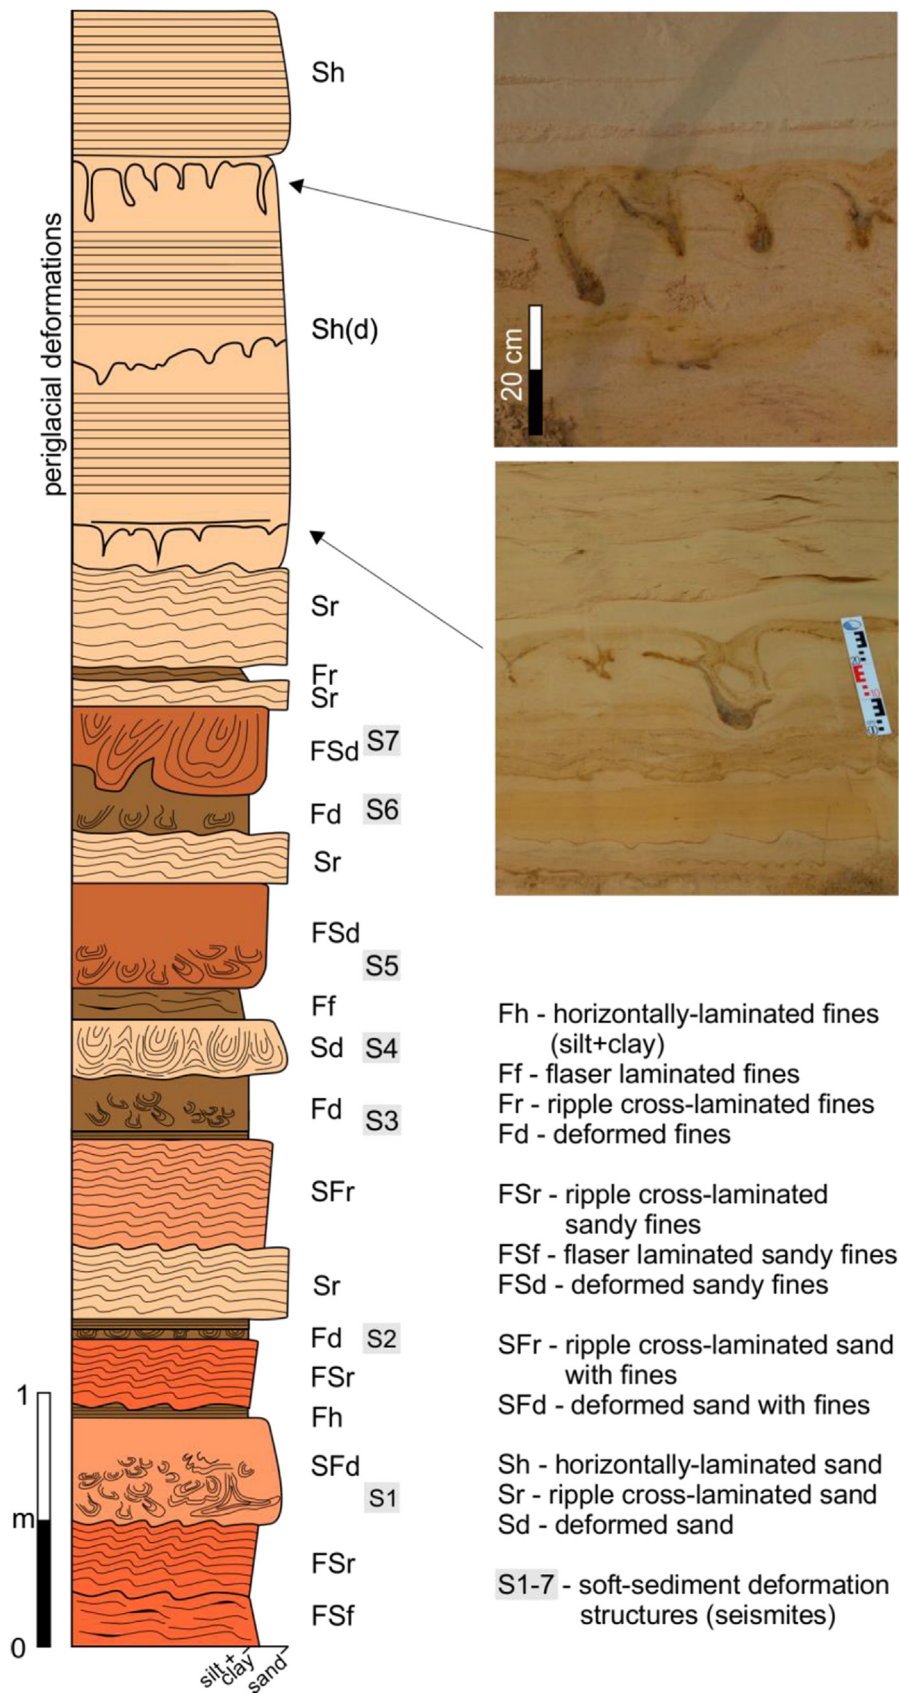 Sh
periglacial deformations
Sh(d)
20 cm
Sr
Fr
Sr
FSd S7
Fd S6
Sr
FSd
S5
Ff
Sd S4
Fd
S3
SFr
Sr
Fd S2
FSr
Fh
SFd
S1
FSr
FSf
1
m
0
silt+
clay
sand
Fh - horizontally-laminated fines
(silt+clay)
Ff - flaser laminated fines
Fr - ripple cross-laminated fines
Fd - deformed fines
FSr - ripple cross-laminated
sandy fines
FSf - flaser laminated sandy fines
FSd - deformed sandy fines
SFr - ripple cross-laminated sand
with fines
SFd - deformed sand with fines
Sh - horizontally-laminated sand
Sr - ripple cross-laminated sand
Sd - deformed sand
S1-7 - soft-sediment deformation
structures (seismites)